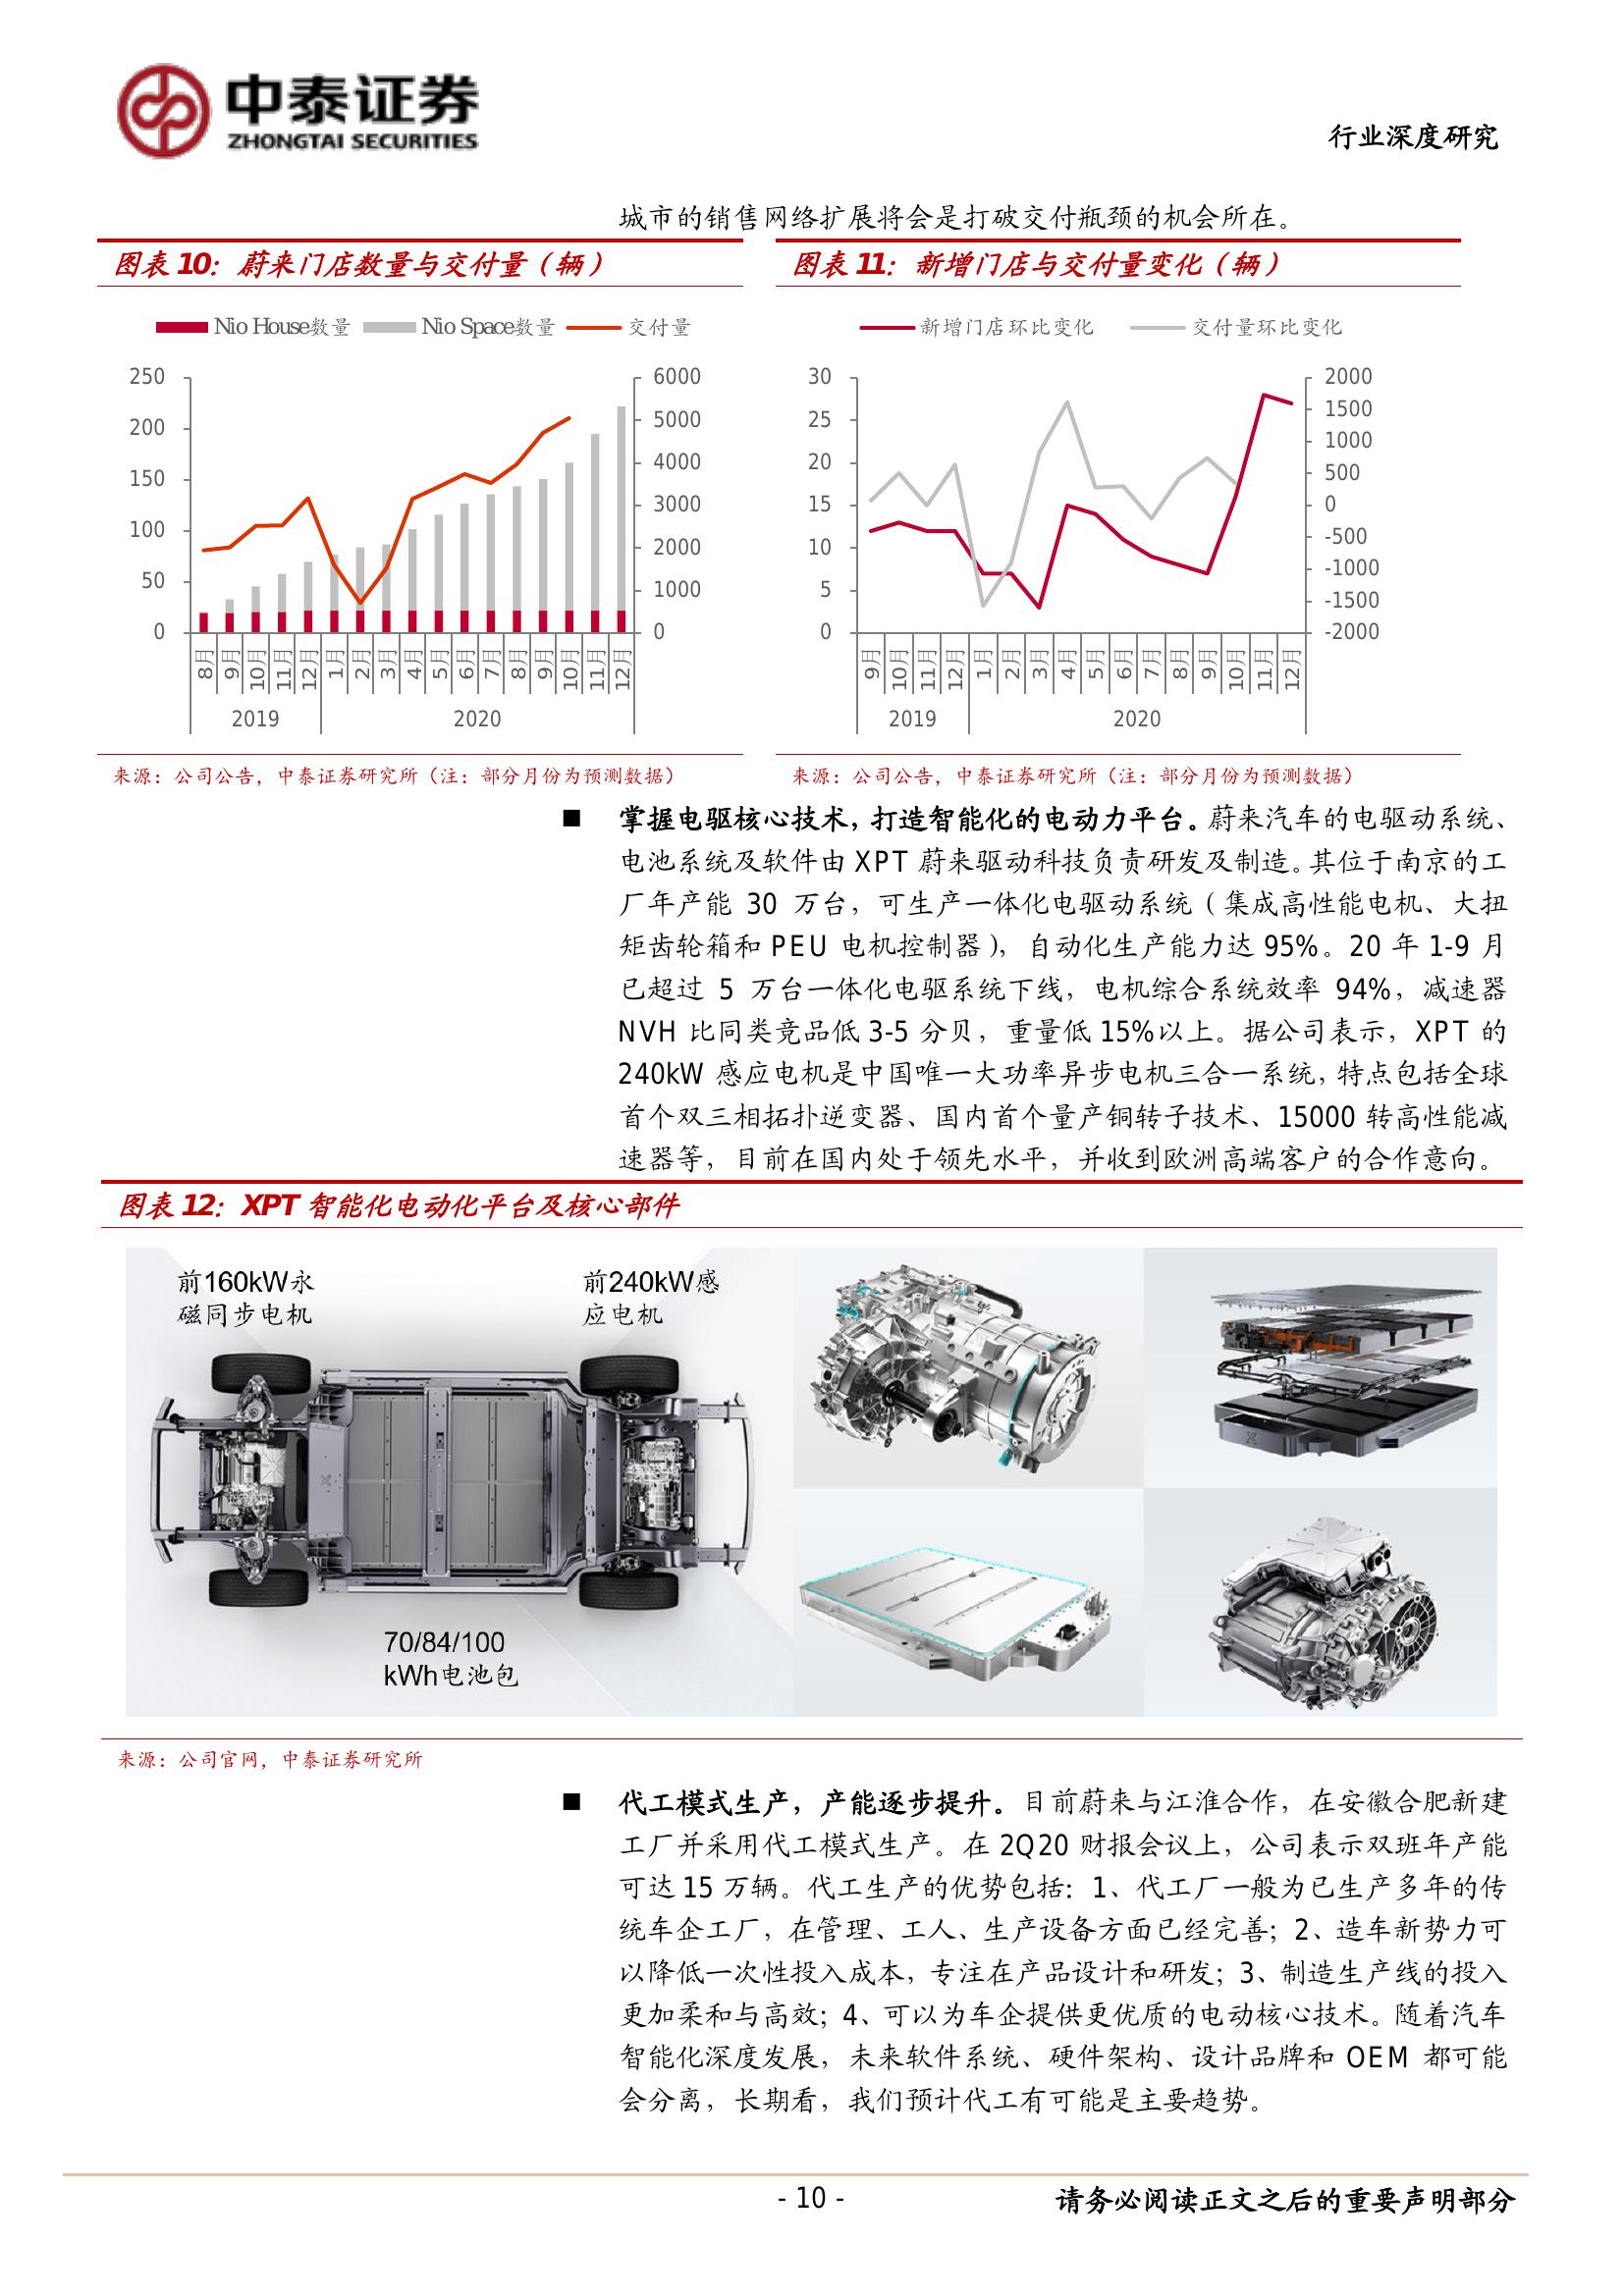 中泰证券
ZHONGTAI SECURITIES
行业深度研究
城市的销售网络扩展将会是打破交付瓶颈的机会所在。
图表 10：蔚来门店数量与交付量（辆）
Nio House数量 Nio Space数量 交付量
250
200
150
100
50
0
6000
5000
4000
3000
2000
1000
0
8月 9月 10月 11月 12月 1月 2月 3月 4月 5月 6月 7月 8月 9月 10月 11月 12月
2019 2020
来源：公司公告，中泰证券研究所（注：部分月份为预测数据）
图表 11：新增门店与交付量变化（辆）
新增门店环比变化 交付量环比变化
30
25
20
15
10
5
0
2000
1500
1000
500
0
-500
-1000
-1500
-2000
9月 10月 11月 12月 1月 2月 3月 4月 5月 6月 7月 8月 9月 10月 11月 12月
2019 2020
来源：公司公告，中泰证券研究所（注：部分月份为预测数据）
■ 掌握电驱核心技术，打造智能化的电动力平台。蔚来汽车的电驱动系统、
电池系统及软件由 XPT 蔚来驱动科技负责研发及制造。其位于南京的工
厂年产能 30 万台，可生产一体化电驱动系统（集成高性能电机、大扭
矩齿轮箱和 PEU 电机控制器），自动化生产能力达 95%。20 年 1-9 月
已超过 5 万台一体化电驱系统下线，电机综合系统效率 94%，减速器
NVH 比同类竞品低 3-5 分贝，重量低 15%以上。据公司表示，XPT 的
240kW 感应电机是中国唯一大功率异步电机三合一系统，特点包括全球
首个双三相拓扑逆变器、国内首个量产铜转子技术、15000 转高性能减
速器等，目前在国内处于领先水平，并收到欧洲高端客户的合作意向。
图表 12：XPT 智能化电动化平台及核心部件
前160kW永
磁同步电机
前240kW感
应电机
70/84/100
kWh电池包
来源：公司官网，中泰证券研究所
■ 代工模式生产，产能逐步提升。目前蔚来与江淮合作，在安徽合肥新建
工厂并采用代工模式生产。在 2Q20 财报会议上，公司表示双班年产能
可达 15 万辆。代工生产的优势包括：1、代工厂一般为已生产多年的传
统车企工厂，在管理、工人、生产设备方面已经完善；2、造车新势力可
以降低一次性投入成本，专注在产品设计和研发；3、制造生产线的投入
更加柔和与高效；4、可以为车企提供更优质的电动核心技术。随着汽车
智能化深度发展，未来软件系统、硬件架构、设计品牌和 OEM 都可能
会分离，长期看，我们预计代工有可能是主要趋势。
- 10 -
请务必阅读正文之后的重要声明部分